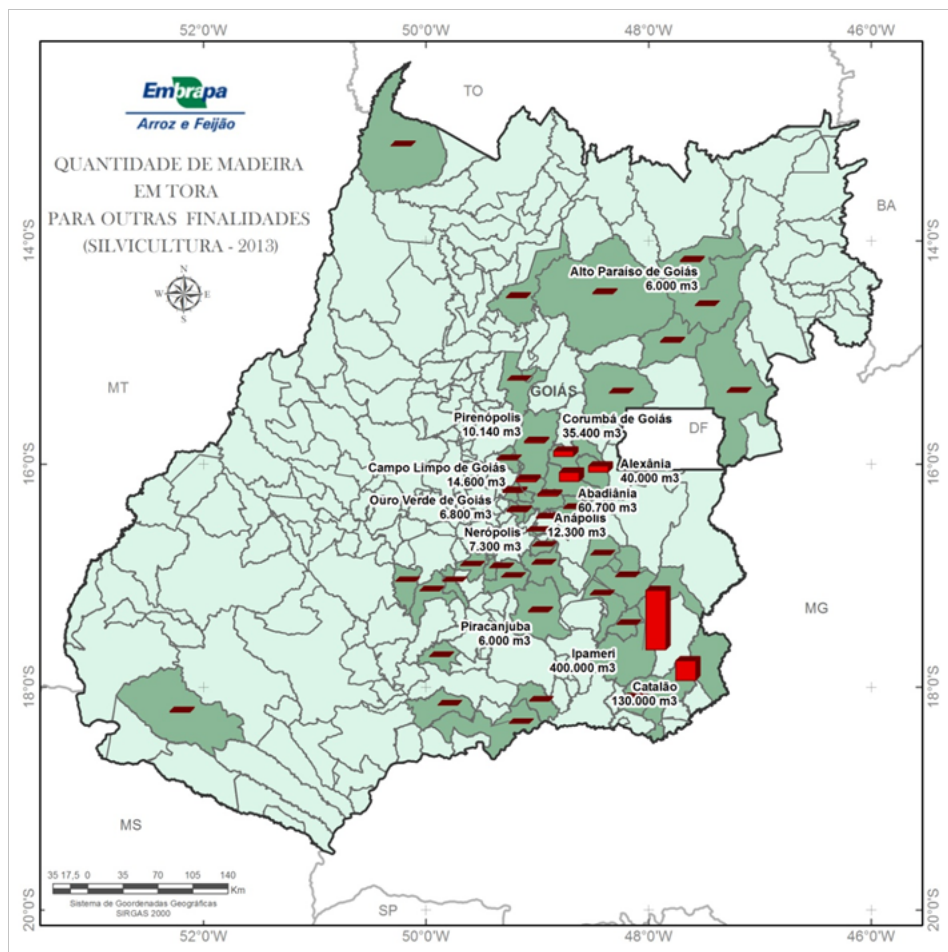 52°0'W 50°0'W 48°0'W 46°0'W
Embrapa
Arroz e Feijão
QUANTIDADE DE MADEIRA
EM TORA
PARA OUTRAS FINALIDADES
(SILVICULTURA - 2013)
N
W E
S
TO
BA
MT
DF
MG
MS
SP
GOIÁS
14°0'S
16°0'S
18°0'S
20°0'S
14°0'S
16°0'S
18°0'S
20°0'S
Alto Paraíso de Goiás
6.000 m3
Pirenópolis
10.140 m3
Corumbá de Goiás
35.400 m3
Campo Limpo de Goiás
14.600 m3
Alexânia
40.000 m3
Ouro Verde de Goiás
6.800 m3
Abadiânia
60.700 m3
Nerópolis
7.300 m3
Anápolis
12.300 m3
Piracanjuba
6.000 m3
Ipameri
400.000 m3
Catalão
130.000 m3
35 17,5 0 35 70 105 140
Km
Sistema de Coordenadas Geográficas
SIRGAS 2000
52°0'W 50°0'W 48°0'W 46°0'W